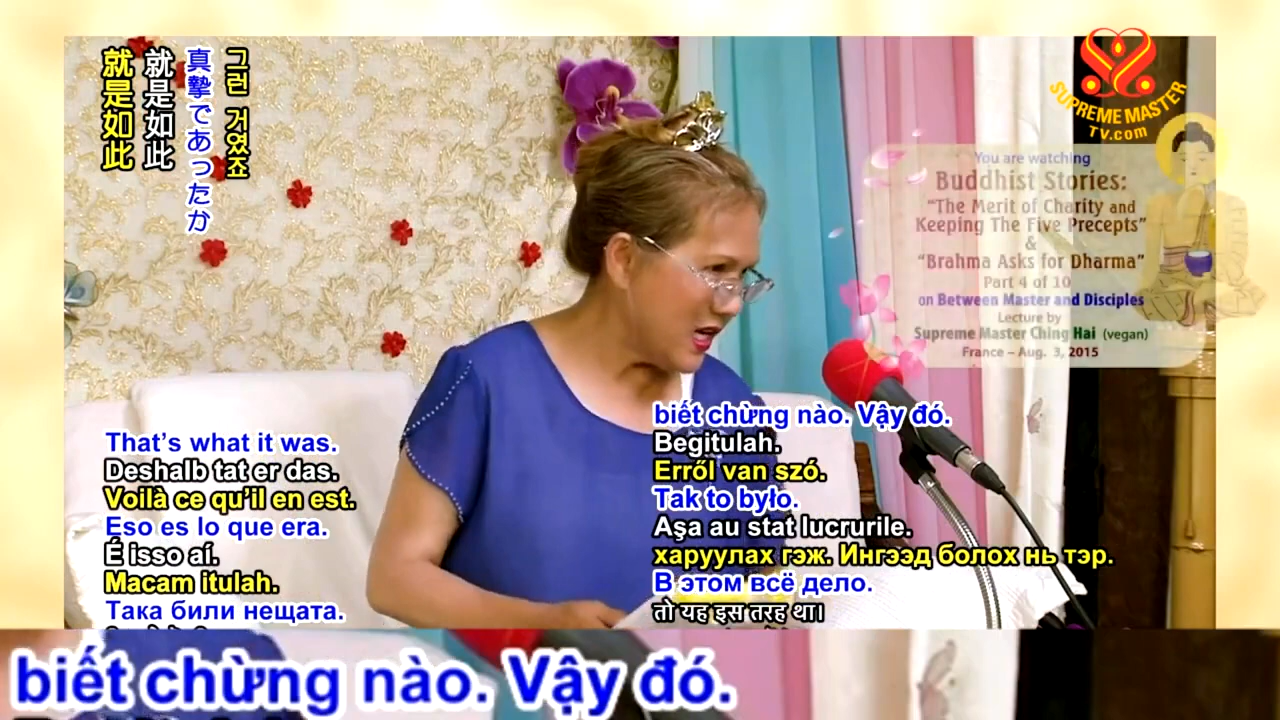 就是如此
就是如此
真摯であったか
그런 거였죠
SUPREME MASTER
TV.com
You are watching
Buddhist Stories:
"The Merit of Charity and
Keeping The Five Precepts"
&
"Brahma Asks for Dharma"
Part 4 of 10
on Between Master and Disciples
Lecture by
Supreme Master Ching Hai (vegan)
France – Aug. 3, 2015
That's what it was.
Deshalb tat er das.
Voilà ce qu'il en est.
Eso es lo que era.
É isso aí.
Macam itulah.
Така били нещата.
biết chừng nào. Vậy đó.
Begitulah.
Erről van szó.
Tak to było.
Aşa au stat lucrurile.
харуулах гэж. Ингээд болох нь тэр.
В этом всё дело.
तो यह इस तरह था।
biết chừng nào. Vậy đó.